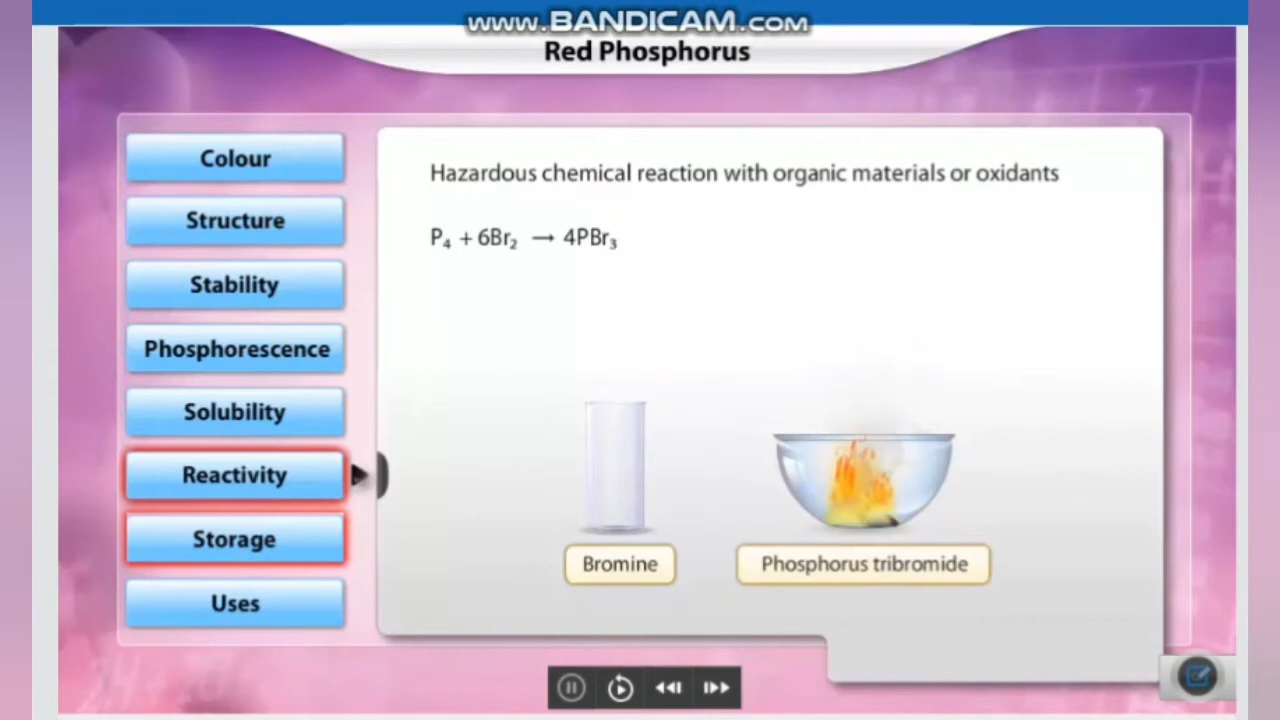 WWW.BANDICAM.COM
Red Phosphorus
Colour
Structure
Stability
Phosphorescence
Solubility
Reactivity
Storage
Uses
Hazardous chemical reaction with organic materials or oxidants
P₄ + 6Br₂ → 4PBr₃
Bromine
Phosphorus tribromide